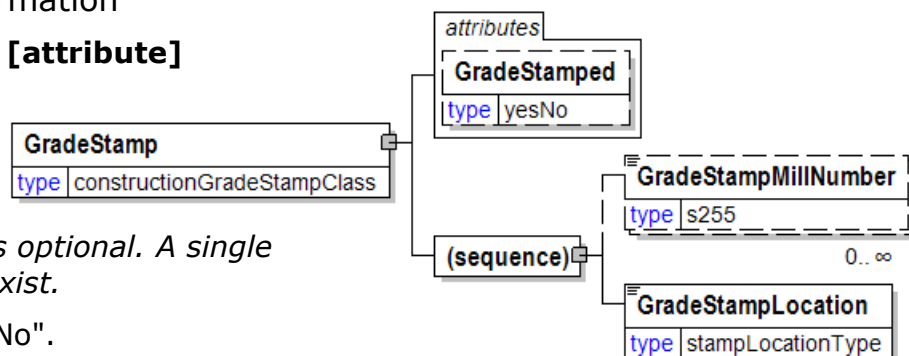 mation
[attribute]
s optional. A single
xist.
No".
attributes
GradeStamped
type yesNo
GradeStamp
type constructionGradeStampClass
(sequence)
GradeStampMillNumber
type s255
0.. ∞
GradeStampLocation
type stampLocationType